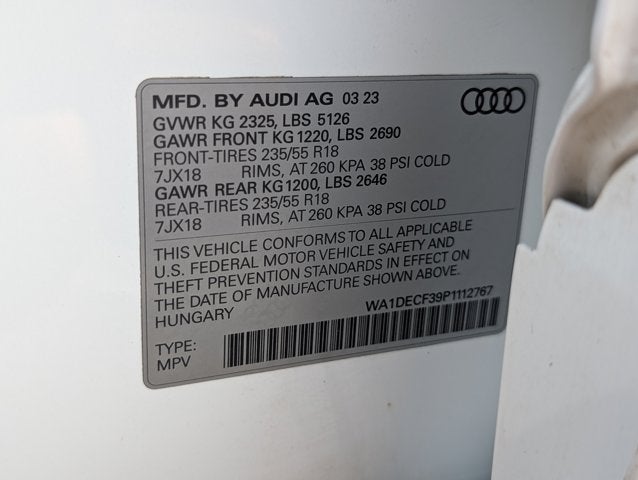 MFD. BY AUDI AG 03 23
GVWR KG 2325, LBS 5126
GAWR FRONT KG 1220, LBS 2690
FRONT-TIRES 235/55 R18
7JX18 RIMS, AT 260 KPA 38 PSI COLD
GAWR REAR KG 1200, LBS 2646
REAR-TIRES 235/55 R18
7JX18 RIMS, AT 260 KPA 38 PSI COLD
THIS VEHICLE CONFORMS TO ALL APPLICABLE
U.S. FEDERAL MOTOR VEHICLE SAFETY AND
THEFT PREVENTION STANDARDS IN EFFECT ON
THE DATE OF MANUFACTURE SHOWN ABOVE.
HUNGARY WA1DECF39P1112767
TYPE:
MPV